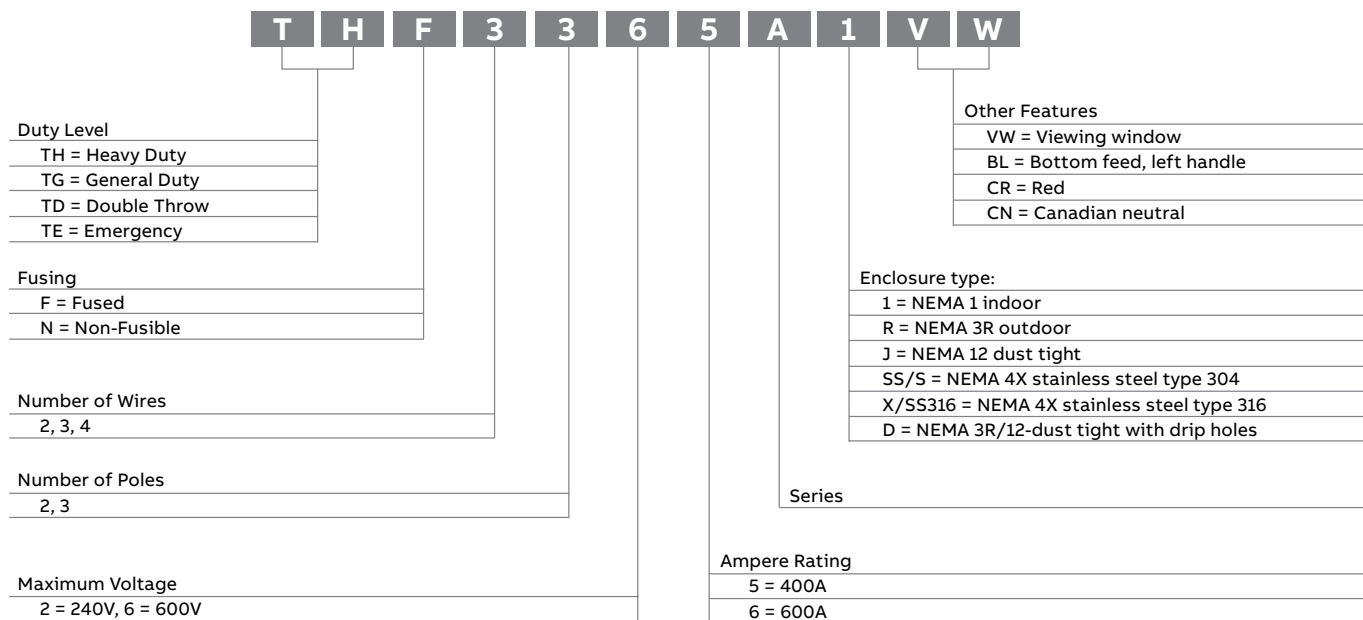 T H F 3 3 6 5 A 1 V W
Duty Level
TH = Heavy Duty
TG = General Duty
TD = Double Throw
TE = Emergency
Fusing
F = Fused
N = Non-Fusible
Number of Wires
2, 3, 4
Number of Poles
2, 3
Maximum Voltage
2 = 240V, 6 = 600V
Other Features
VW = Viewing window
BL = Bottom feed, left handle
CR = Red
CN = Canadian neutral
Enclosure type:
1 = NEMA 1 indoor
R = NEMA 3R outdoor
J = NEMA 12 dust tight
SS/S = NEMA 4X stainless steel type 304
X/SS316 = NEMA 4X stainless steel type 316
D = NEMA 3R/12-dust tight with drip holes
Series
Ampere Rating
5 = 400A
6 = 600A